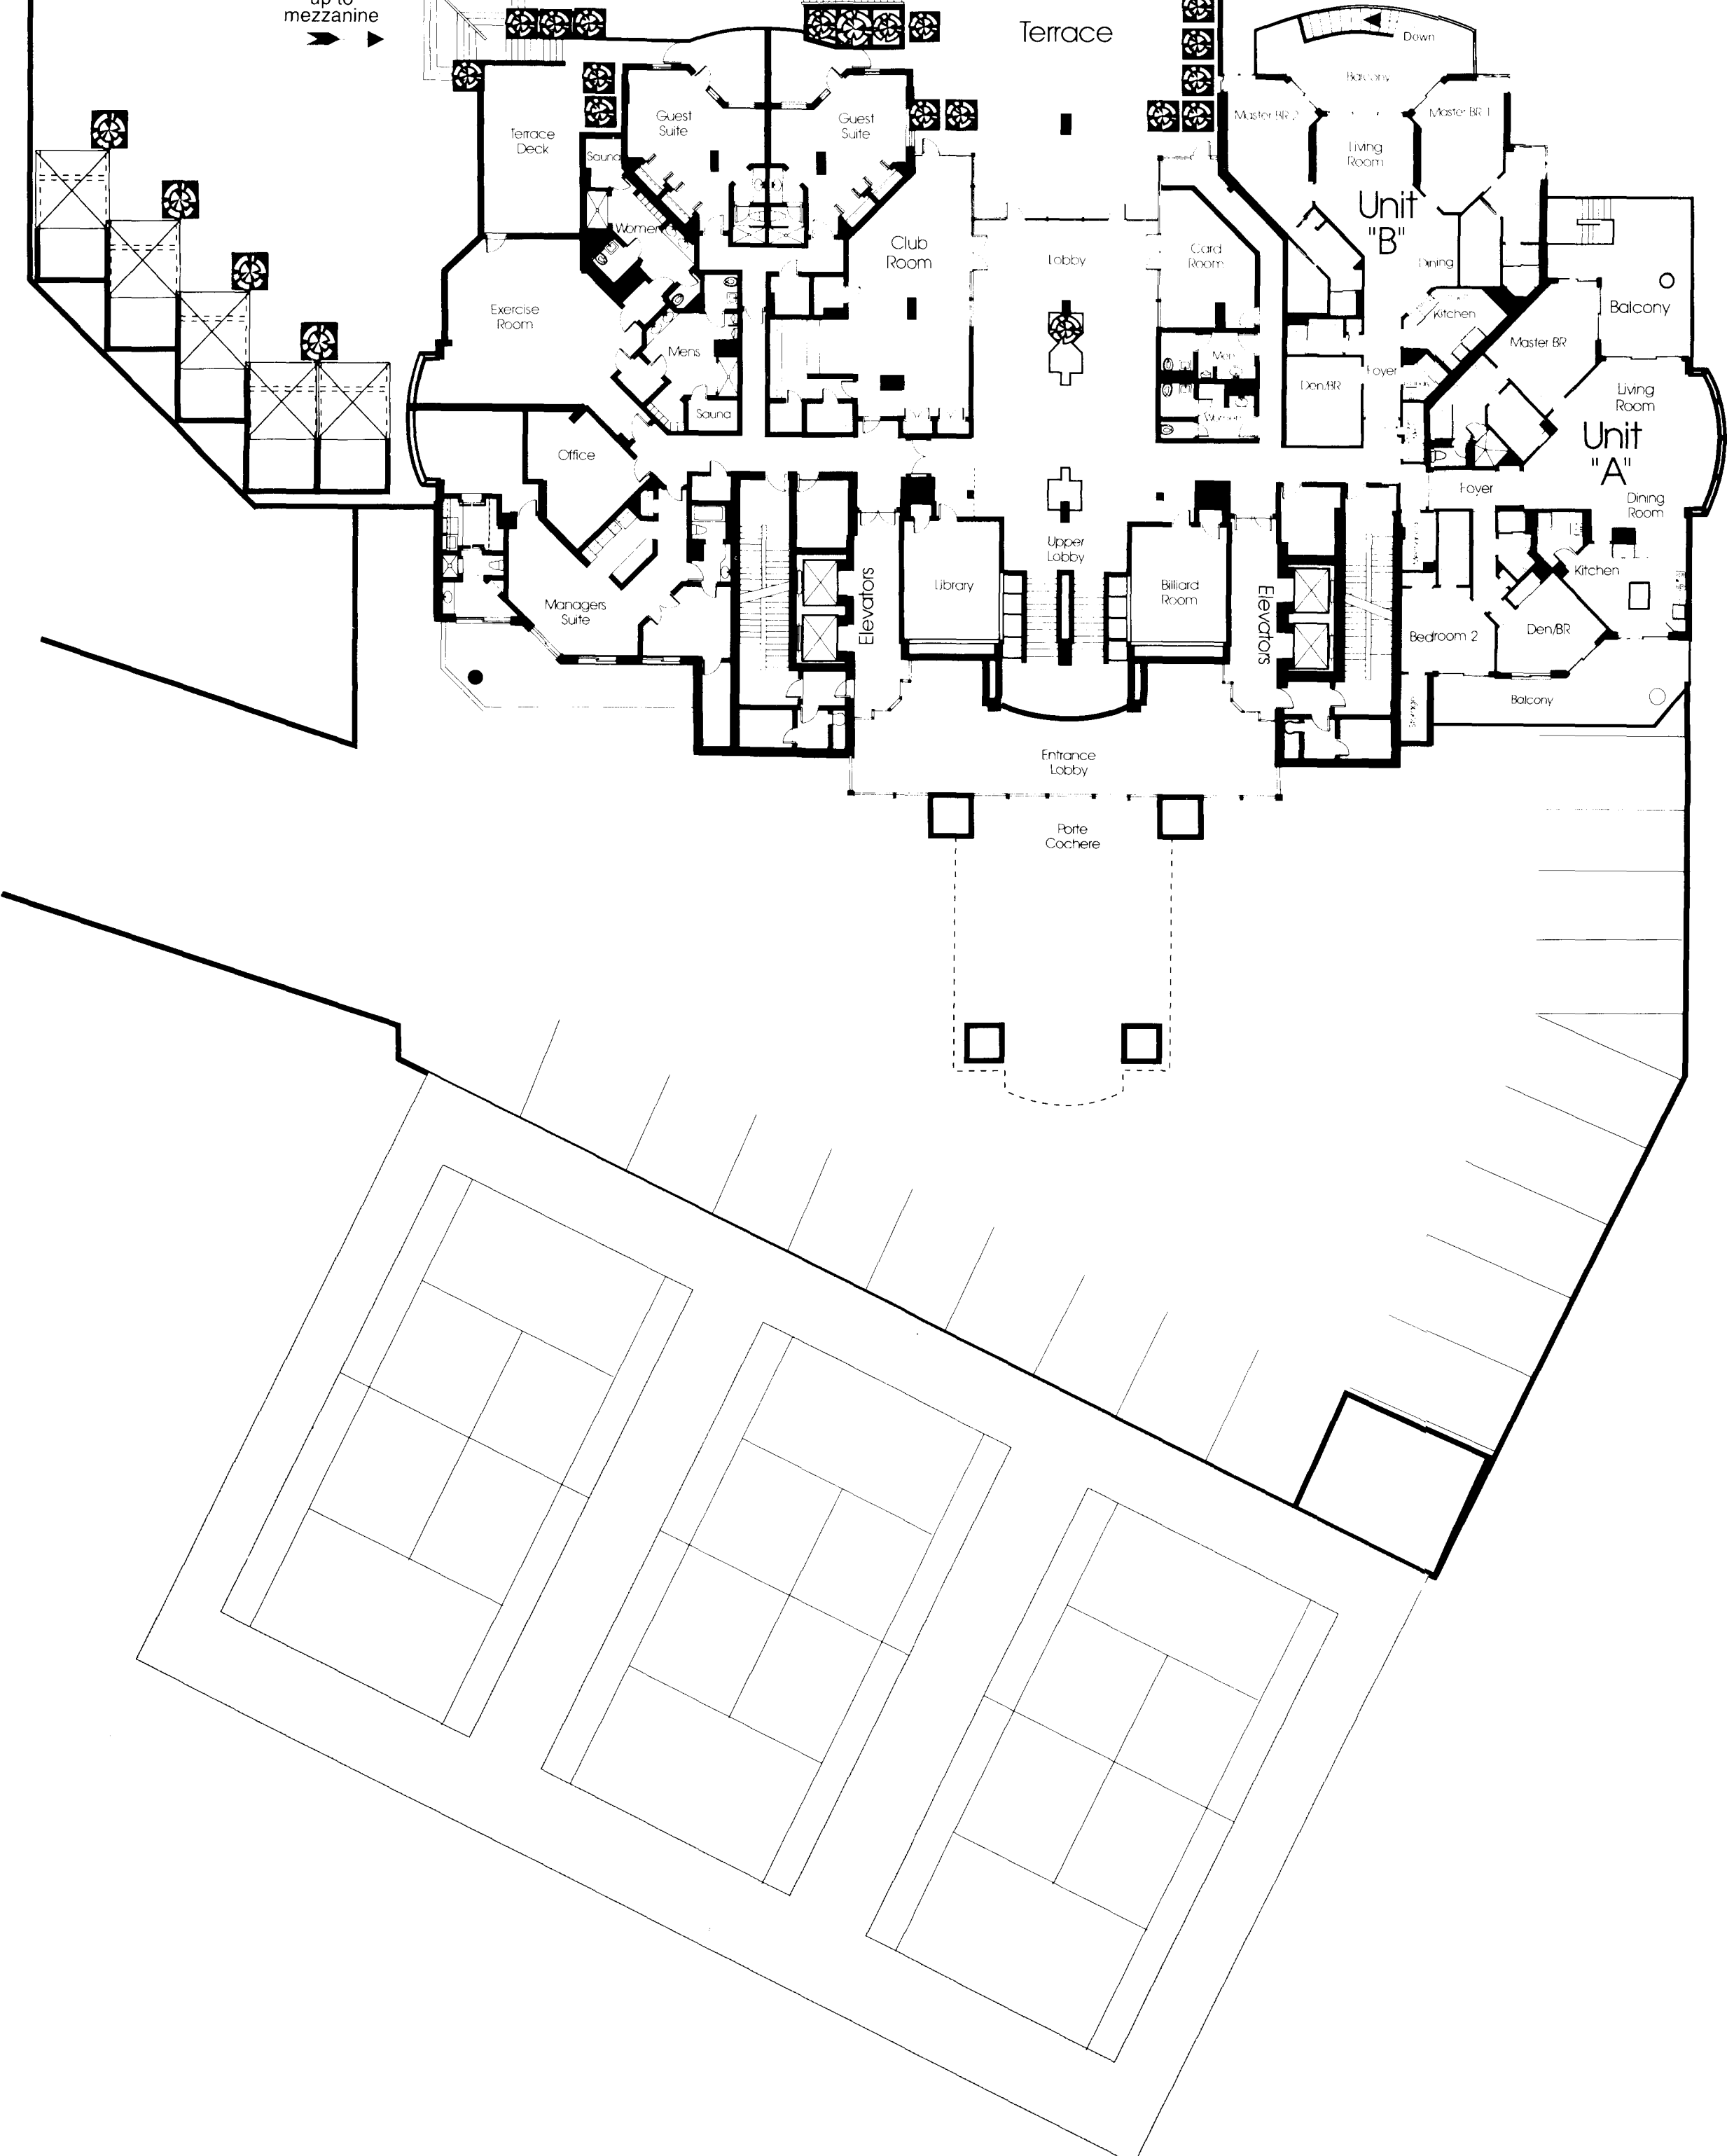 up to
mezzanine
Terrace
Down
Balcony
Guest
Suite
Guest
Suite
Master BR 2
Master BR 1
Terrace
Deck
Sauna
Living
Room
Unit
"B"
Women
Club
Room
Lobby
Card
Room
Dining
Exercise
Room
Kitchen
Balcony
Mens
Men
Master BR
Den/BR
Foyer
Living
Room
Sauna
Women
Unit
"A"
Office
Foyer
Dining
Room
Upper
Lobby
Elevators
Library
Billiard
Room
Elevators
Kitchen
Managers
Suite
Bedroom 2
Den/BR
Balcony
Entrance
Lobby
Porte
Cochere